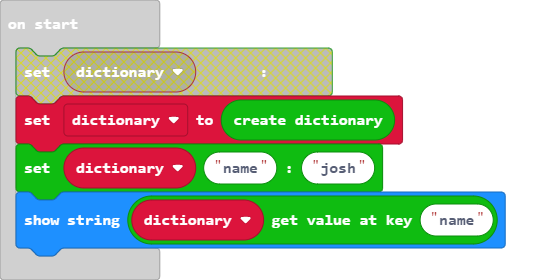 on start
set dictionary :
set dictionary to create dictionary
set dictionary "name" : "josh"
show string dictionary get value at key "name"